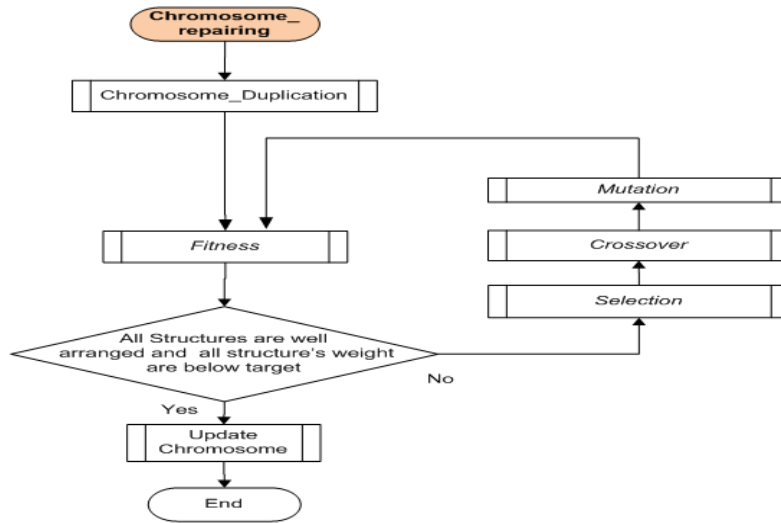 Chromosome_
repairing
Chromosome_Duplication
Fitness
All Structures are well
arranged and all structure's weight
are below target
No
Selection
Crossover
Mutation
Yes
Update
Chromosome
End